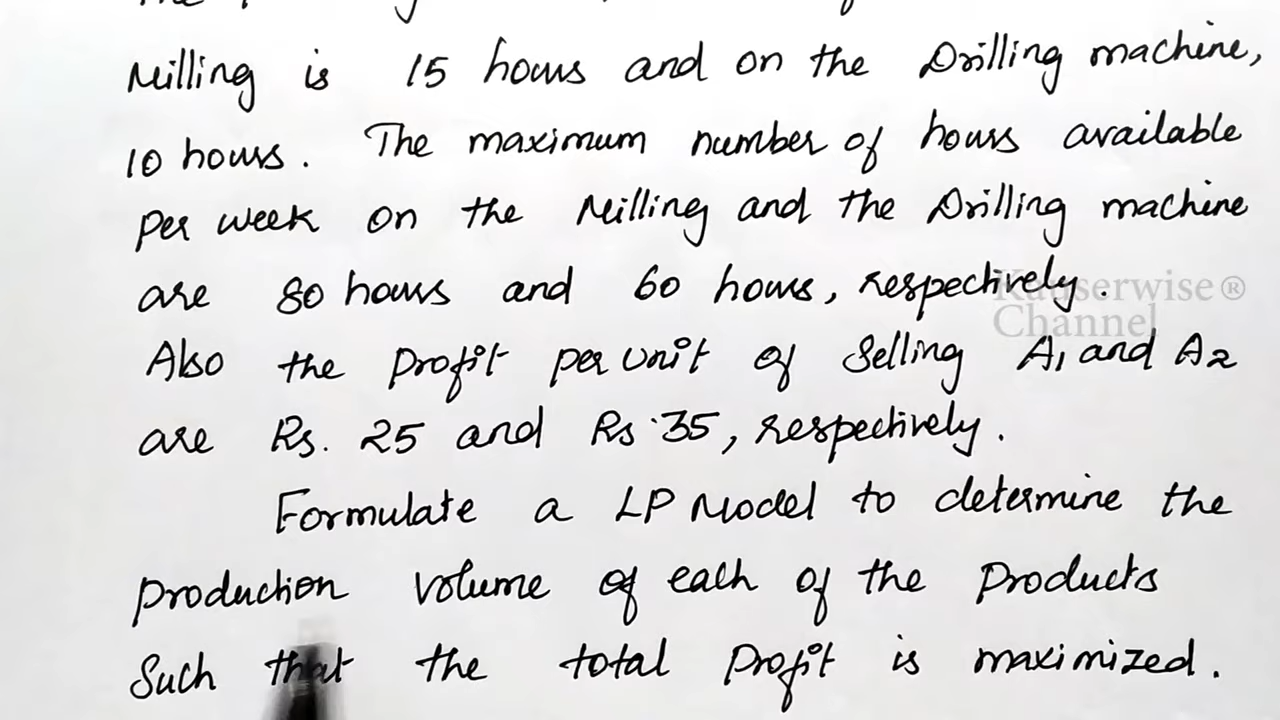 Milling is 15 hours and on the Drilling machine,
10 hours. The maximum number of hours available
per week on the Milling and the Drilling machine
are 80 hours and 60 hours, respectively.
Kauserwise ®
Channel
Also the Profit per unit of Selling A1 and A2
are Rs. 25 and Rs. 35, respectively.
Formulate a LP Model to determine the
production volume of each of the products
Such that the total Profit is maximized.